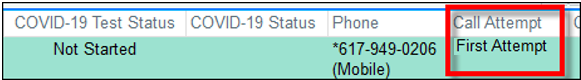 COVID-19 Test Status COVID-19 Status Phone Call Attempt
Not Started *617-949-0206 First Attempt
(Mobile)